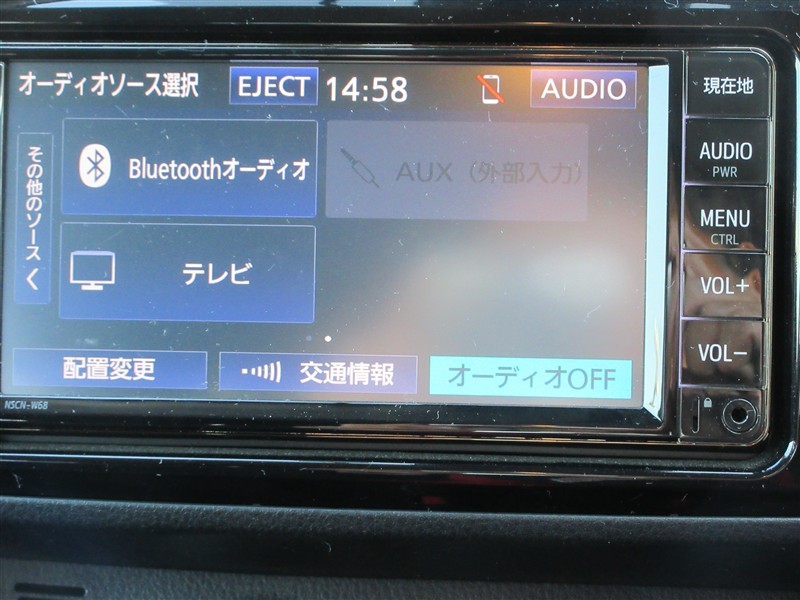 オーディオソース選択 EJECT 14:58 AUDIO
その他のソース
Bluetoothオーディオ
AUX (外部入力)
テレビ
配置変更
交通情報
オーディオOFF
NSCN-W68
現在地
AUDIO
PWR
MENU
CTRL
VOL+
VOL-